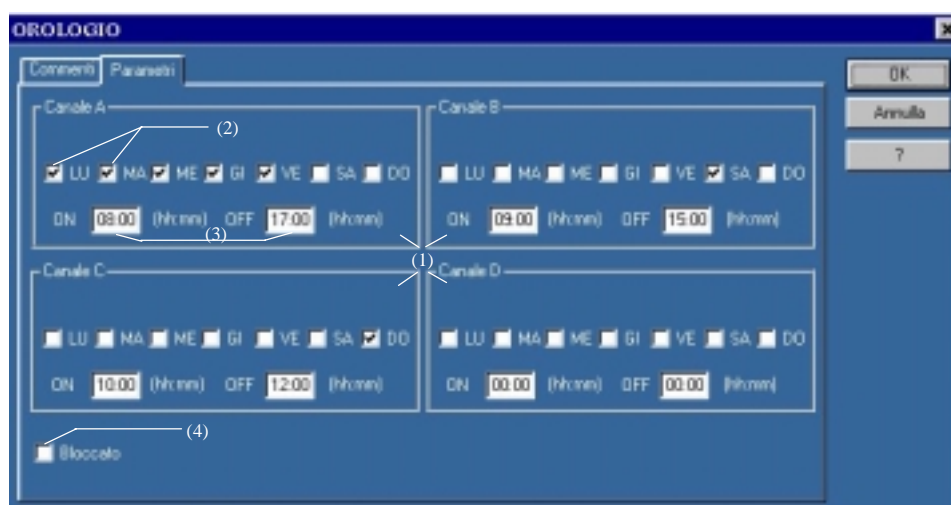 OROLOGIO
Commenti Parametri
OK
Annulla
?
Canale A
(2)
LU MA ME GI VE SA DO
ON 08:00 (hh:mm) OFF 17:00 (hh:mm)
(3)
Canale B
LU MA ME GI VE SA DO
ON 09:00 (hh:mm) OFF 15:00 (hh:mm)
(1)
Canale C
LU MA ME GI VE SA DO
ON 10:00 (hh:mm) OFF 12:00 (hh:mm)
Canale D
LU MA ME GI VE SA DO
ON 00:00 (hh:mm) OFF 00:00 (hh:mm)
(4)
Bloccato